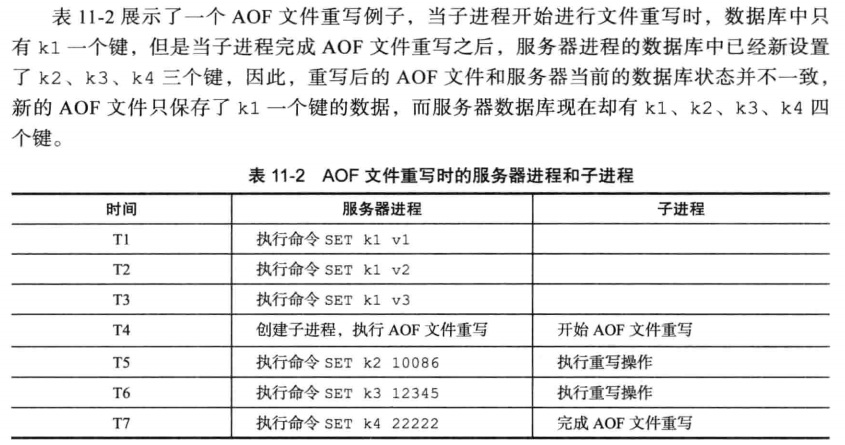 表 11-2 展示了一个 AOF 文件重写例子，当子进程开始进行文件重写时，数据库中只
有 k1 一个键，但是当子进程完成 AOF 文件重写之后，服务器进程的数据库中已经新设置
了 k2、k3、k4 三个键，因此，重写后的 AOF 文件和服务器当前的数据库状态并不一致，
新的 AOF 文件只保存了 k1 一个键的数据，而服务器数据库现在却有 k1、k2、k3、k4 四
个键。
表 11-2 AOF 文件重写时的服务器进程和子进程
时间 服务器进程 子进程
T1 执行命令 SET k1 v1
T2 执行命令 SET k1 v2
T3 执行命令 SET k1 v3
T4 创建子进程，执行 AOF 文件重写 开始 AOF 文件重写
T5 执行命令 SET k2 10086 执行重写操作
T6 执行命令 SET k3 12345 执行重写操作
T7 执行命令 SET k4 22222 完成 AOF 文件重写